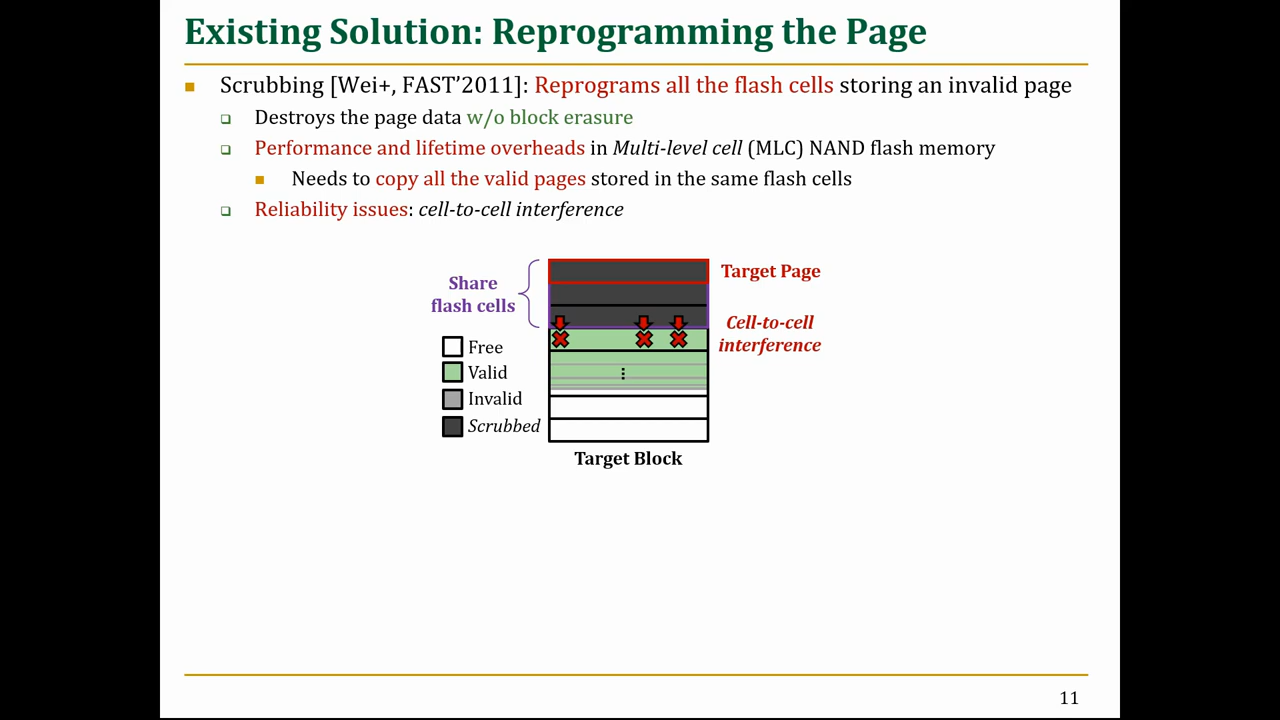 Existing Solution: Reprogramming the Page
Scrubbing [Wei+, FAST’2011]: Reprograms all the flash cells storing an invalid page
Destroys the page data w/o block erasure
Performance and lifetime overheads in Multi-level cell (MLC) NAND flash memory
Needs to copy all the valid pages stored in the same flash cells
Reliability issues: cell-to-cell interference
Share
flash cells
Target Page
Cell-to-cell
interference
Free
Valid
Invalid
Scrubbed
⋮
Target Block
11